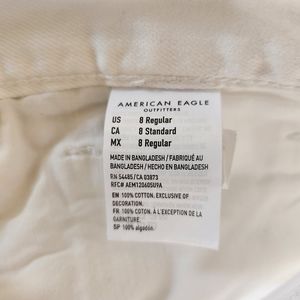 AMERICAN EAGLE
OUTFITTERS
US 8 Regular
CA 8 Standard
MX 8 Regular
MADE IN BANGLADESH / FABRIQUÉ AU
BANGLADESH / HECHO EN BANGLADESH
RN 54485/CA 03873
RFC# AEM120605U9A
EN 100% COTTON. EXCLUSIVE OF
DECORATION.
FR 100% COTON. À L'EXCEPTION DE LA
GARNITURE.
SP 100% algodón.